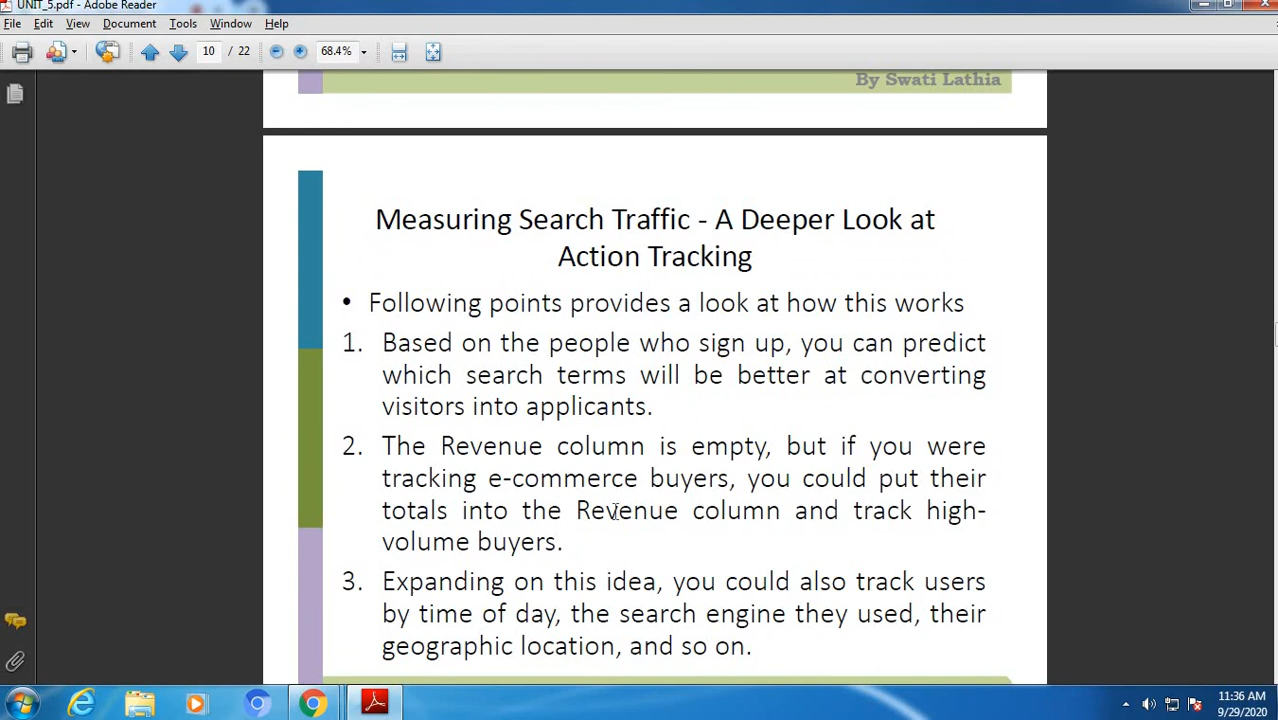 UNIT_5.pdf - Adobe Reader
File Edit View Document Tools Window Help
10 / 22 68.4%
By Swati Lathia
Measuring Search Traffic - A Deeper Look at
Action Tracking
• Following points provides a look at how this works
1. Based on the people who sign up, you can predict
which search terms will be better at converting
visitors into applicants.
2. The Revenue column is empty, but if you were
tracking e-commerce buyers, you could put their
totals into the Revenue column and track high-
volume buyers.
3. Expanding on this idea, you could also track users
by time of day, the search engine they used, their
geographic location, and so on.
11:36 AM
9/29/2020